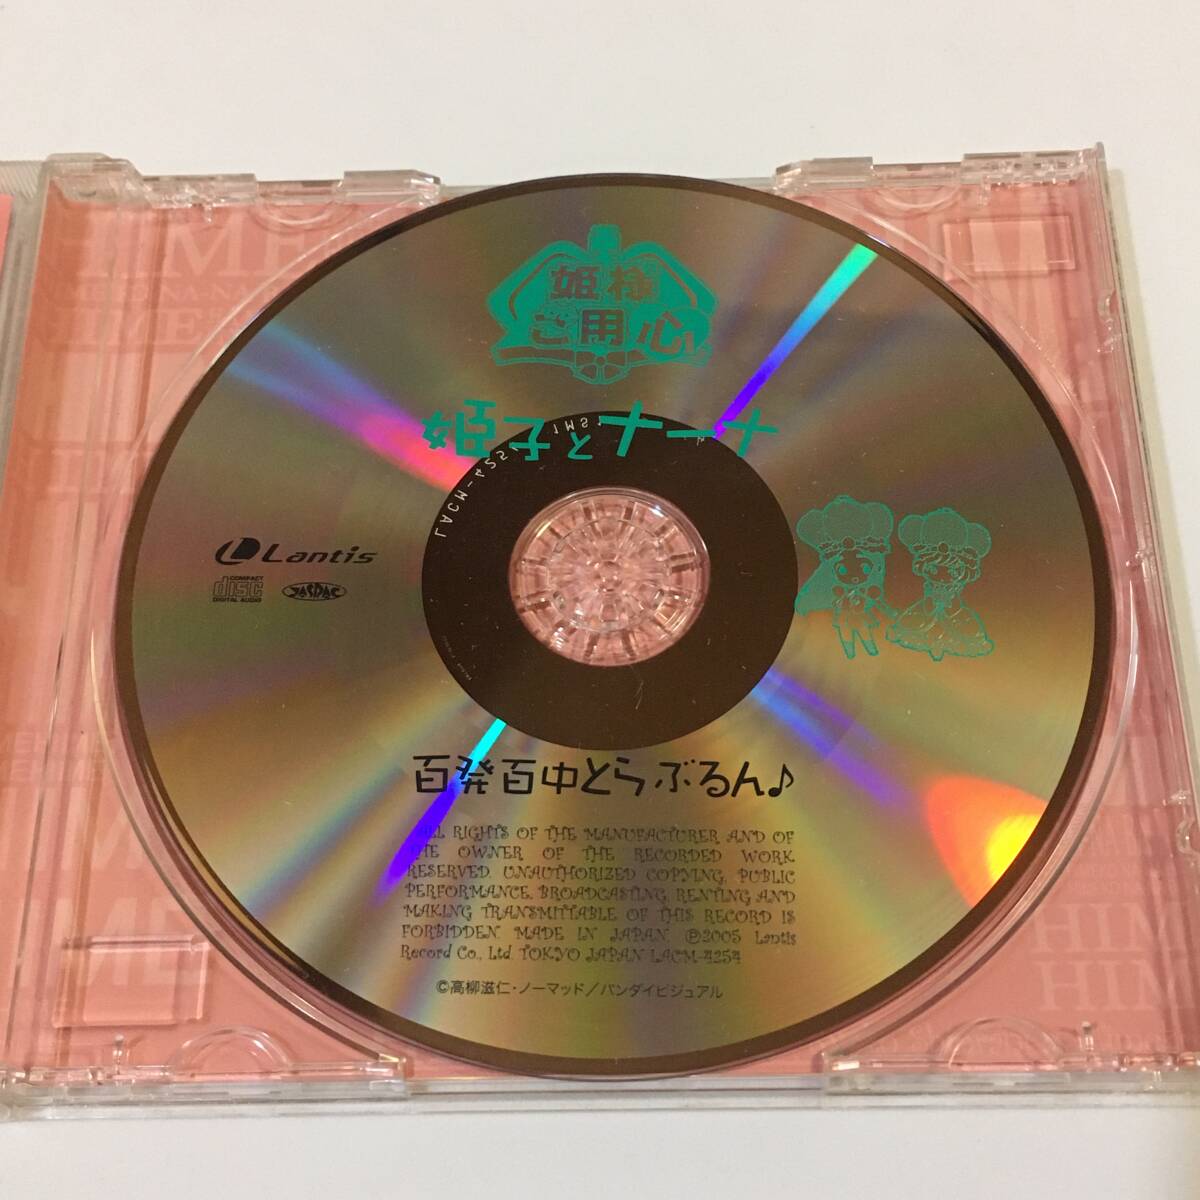 姫様
ご用心
姫子とナーナ
LACM-4254
Lantis
COMPACT
disc
DIGITAL AUDIO
JASRAC
百発百中とらぶるん♪
ALL RIGHTS OF THE MANUFACTURER AND OF
THE OWNER OF THE RECORDED WORK
RESERVED. UNAUTHORIZED COPYING, PUBLIC
PERFORMANCE, BROADCASTING, RENTING AND
MAKING TRANSMITTABLE OF THIS RECORD IS
FORBIDDEN. MADE IN JAPAN. Ⓟ2005 Lantis
Record Co., Ltd. TOKYO JAPAN LACM-4254
©高柳滋仁・ノーマッド/バンダイビジュアル